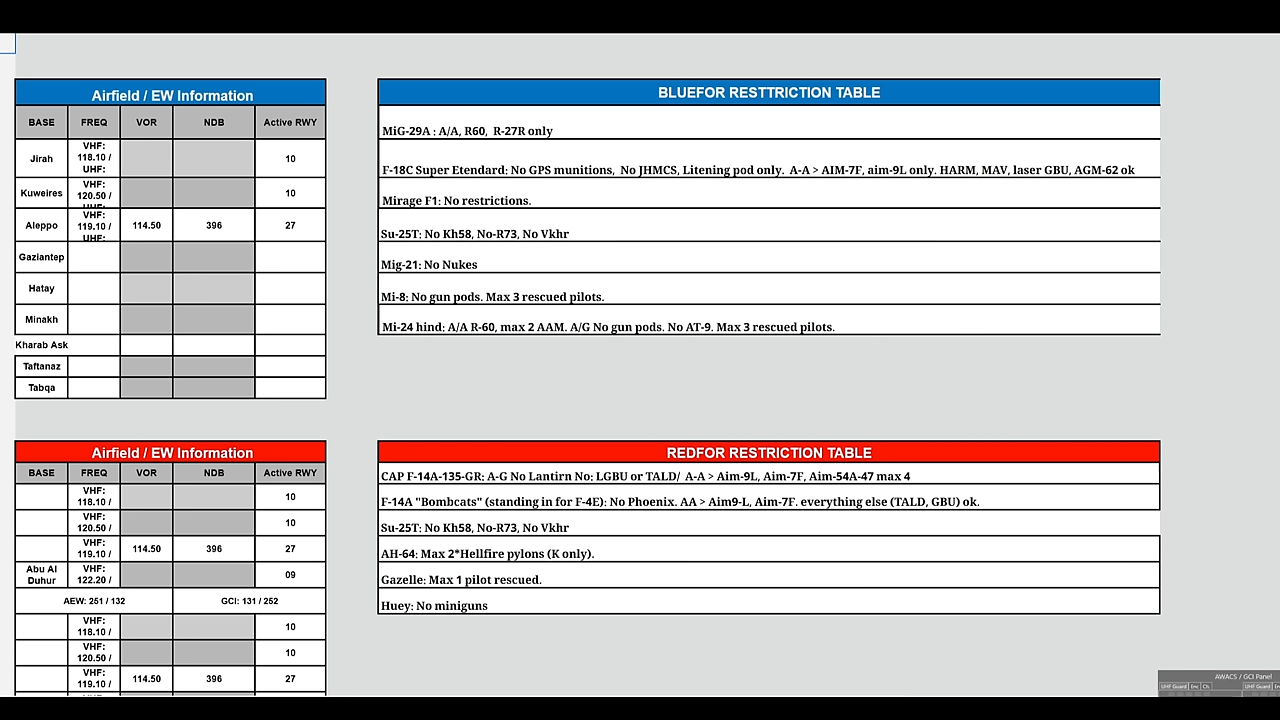 Airfield / EW Information
BASE FREQ VOR NDB Active RWY
Jirah VHF: 118.10 / UHF: 10
Kuweires VHF: 120.50 / UHF: 10
Aleppo VHF: 119.10 / UHF: 114.50 396 27
Gaziantep
Hatay
Minakh
Kharab Ask
Taftanaz
Tabqa
BLUEFOR RESTTRICTION TABLE
MiG-29A : A/A, R60, R-27R only
F-18C Super Etendard: No GPS munitions, No JHMCS, Litening pod only. A-A > AIM-7F, aim-9L only. HARM, MAV, laser GBU, AGM-62 ok
Mirage F1: No restrictions.
Su-25T: No Kh58, No-R73, No Vkhr
Mig-21: No Nukes
Mi-8: No gun pods. Max 3 rescued pilots.
Mi-24 hind: A/A R-60, max 2 AAM. A/G No gun pods. No AT-9. Max 3 rescued pilots.
Airfield / EW Information
BASE FREQ VOR NDB Active RWY
VHF: 118.10 / 10
VHF: 120.50 / 10
VHF: 119.10 / 114.50 396 27
Abu Al Duhur VHF: 122.20 / 09
AEW: 251 / 132 GCI: 131 / 252
VHF: 118.10 / 10
VHF: 120.50 / 10
VHF: 119.10 / 114.50 396 27
REDFOR RESTRICTION TABLE
CAP F-14A-135-GR: A-G No Lantirn No: LGBU or TALD/ A-A > Aim-9L, Aim-7F, Aim-54A-47 max 4
F-14A "Bombcats" (standing in for F-4E): No Phoenix. AA > Aim9-L, Aim-7F. everything else (TALD, GBU) ok.
Su-25T: No Kh58, No-R73, No Vkhr
AH-64: Max 2*Hellfire pylons (K only).
Gazelle: Max 1 pilot rescued.
Huey: No miniguns
AWACS / GCI Panel
UHF Guard Enc Ch UHF Guard